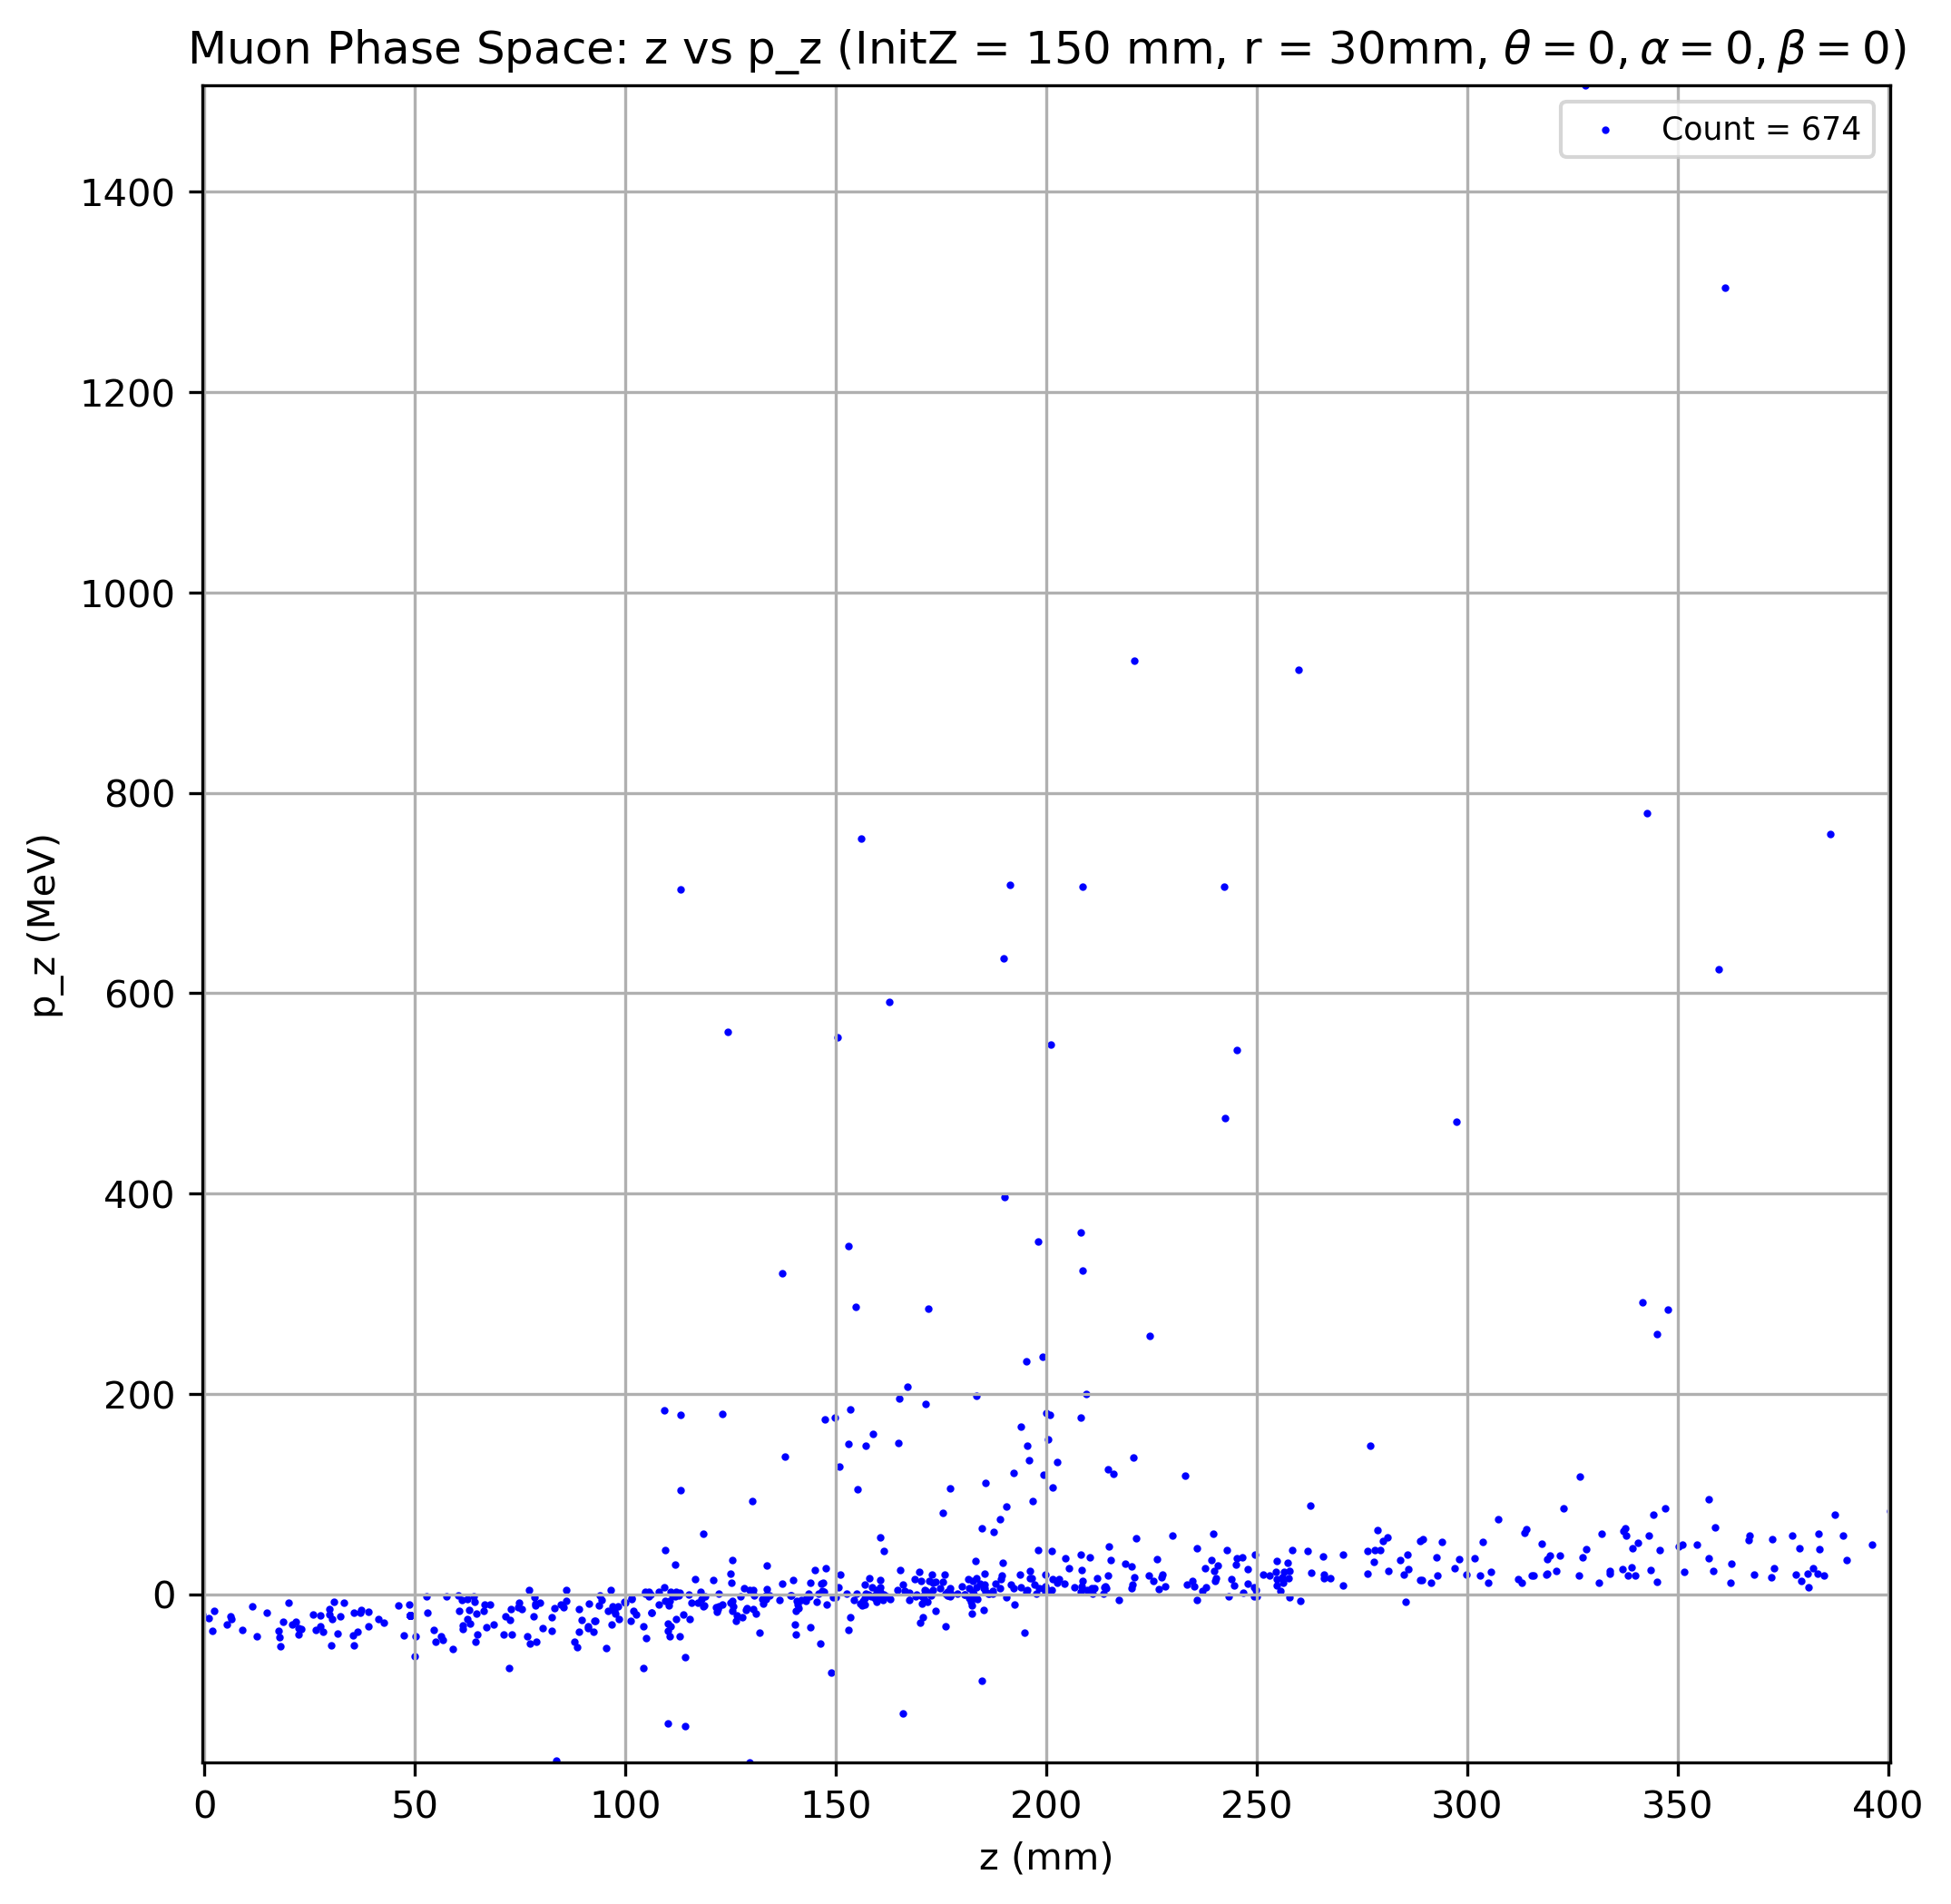 Muon Phase Space: z vs p_z (InitZ = 150 mm, r = 30mm, θ = 0, α = 0, β = 0)
Count = 674
1400
1200
1000
800
600
400
200
0
p_z (MeV)
0 50 100 150 200 250 300 350 400
z (mm)